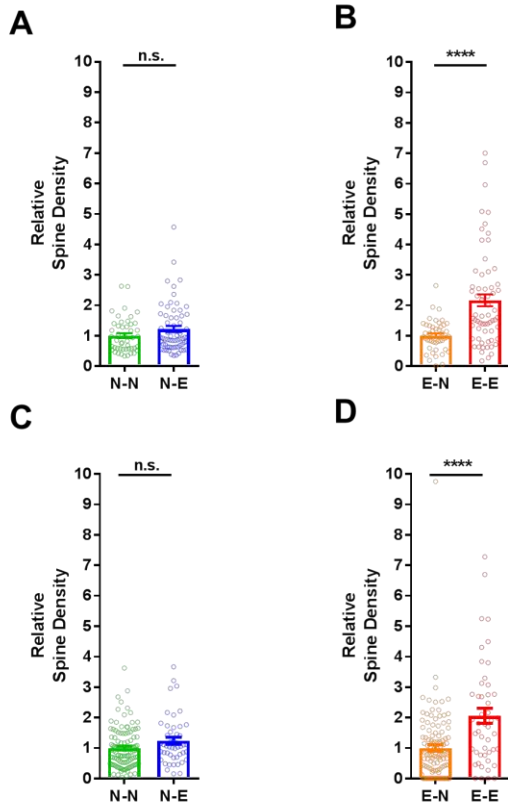 A
B
n.s.
****
10
9
8
7
6
5
4
3
2
1
0
Relative
Spine Density
N-N
N-E
10
9
8
7
6
5
4
3
2
1
0
Relative
Spine Density
E-N
E-E
C
D
n.s.
****
10
9
8
7
6
5
4
3
2
1
0
Relative
Spine Density
N-N
N-E
10
9
8
7
6
5
4
3
2
1
0
Relative
Spine Density
E-N
E-E